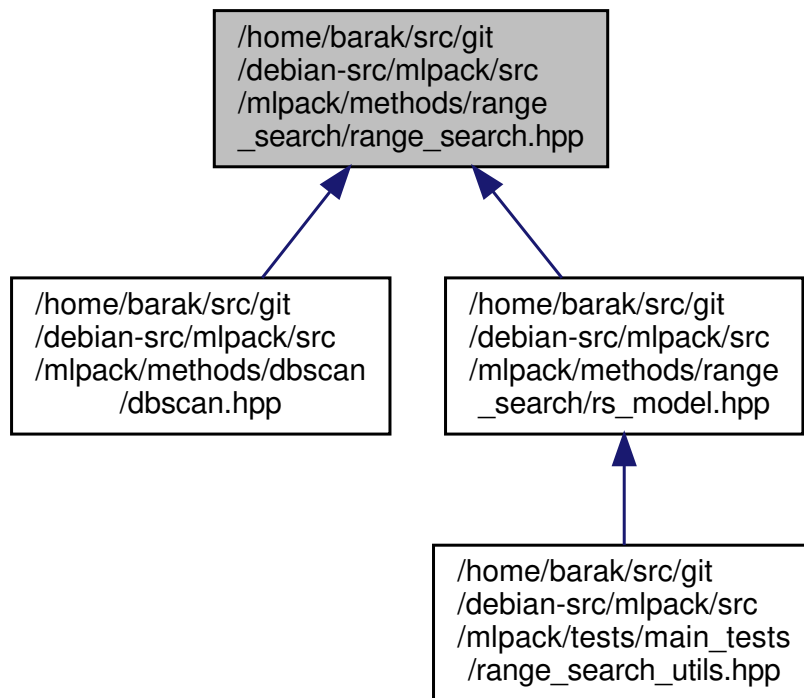 /home/barak/src/git
/debian-src/mlpack/src
/mlpack/methods/range
_search/range_search.hpp
/home/barak/src/git
/debian-src/mlpack/src
/mlpack/methods/dbscan
/dbscan.hpp
/home/barak/src/git
/debian-src/mlpack/src
/mlpack/methods/range
_search/rs_model.hpp
/home/barak/src/git
/debian-src/mlpack/src
/mlpack/tests/main_tests
/range_search_utils.hpp